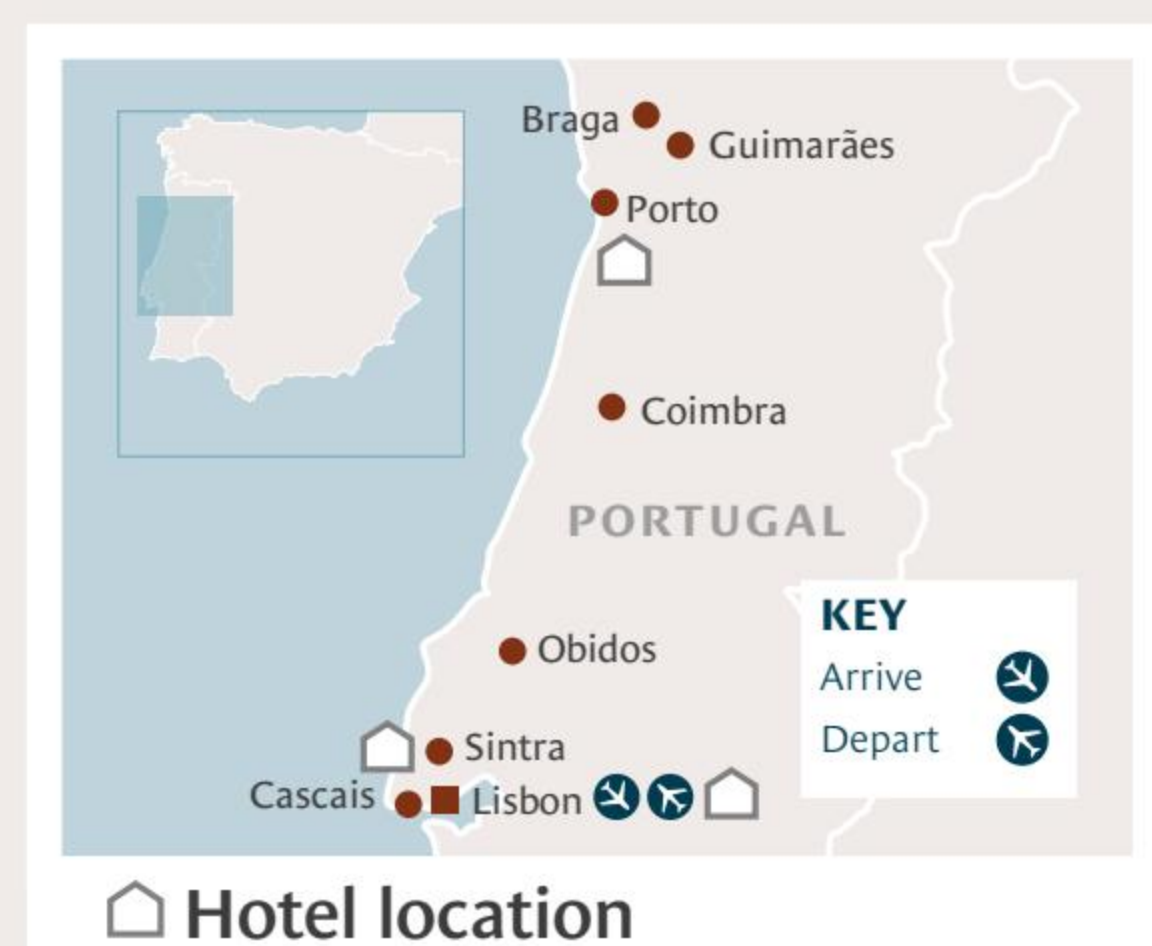 Braga
Guimarães
Porto
Coimbra
PORTUGAL
KEY
Arrive
Depart
Obidos
Sintra
Cascais
Lisbon
Hotel location